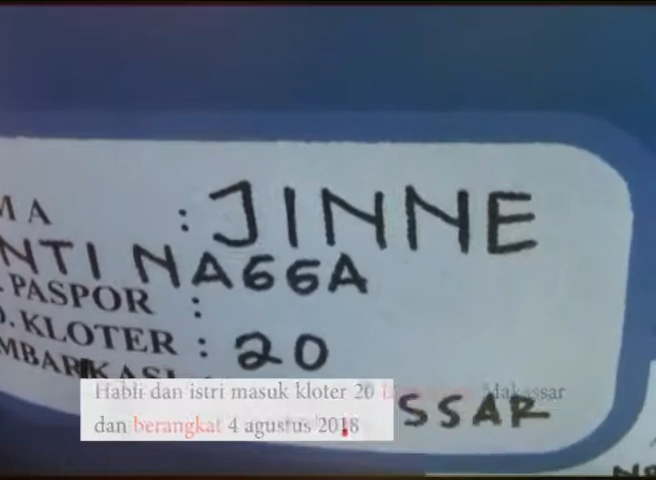 MA : JINNE
NTI NAGGA
.PASPOR :
O.KLOTER : 20
MBARKASI
SSAR
Habli dan istri masuk kloter 20 Makassar
dan berangkat 4 agustus 2018